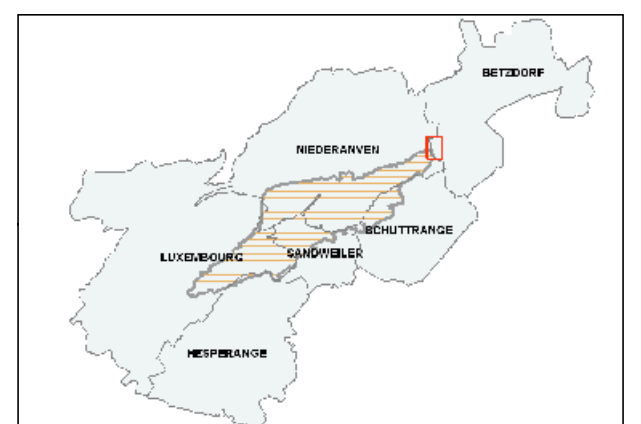 BETZDORF
NIEDERANVEN
SCHUTTRANGE
LUXEMBOURG
SANDWEILER
HESPERANGE